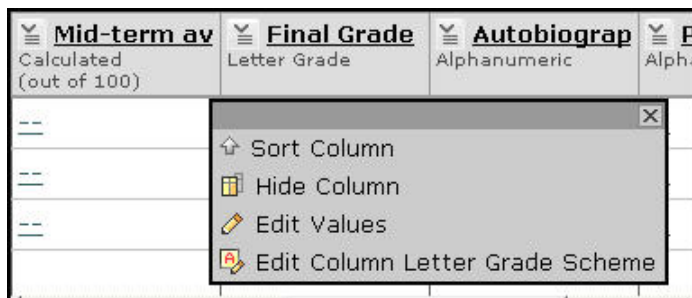 Mid-term av Final Grade Autobiograp P
Calculated Letter Grade Alphanumeric Alph
(out of 100)
--
Sort Column
--
Hide Column
--
Edit Values
Edit Column Letter Grade Scheme